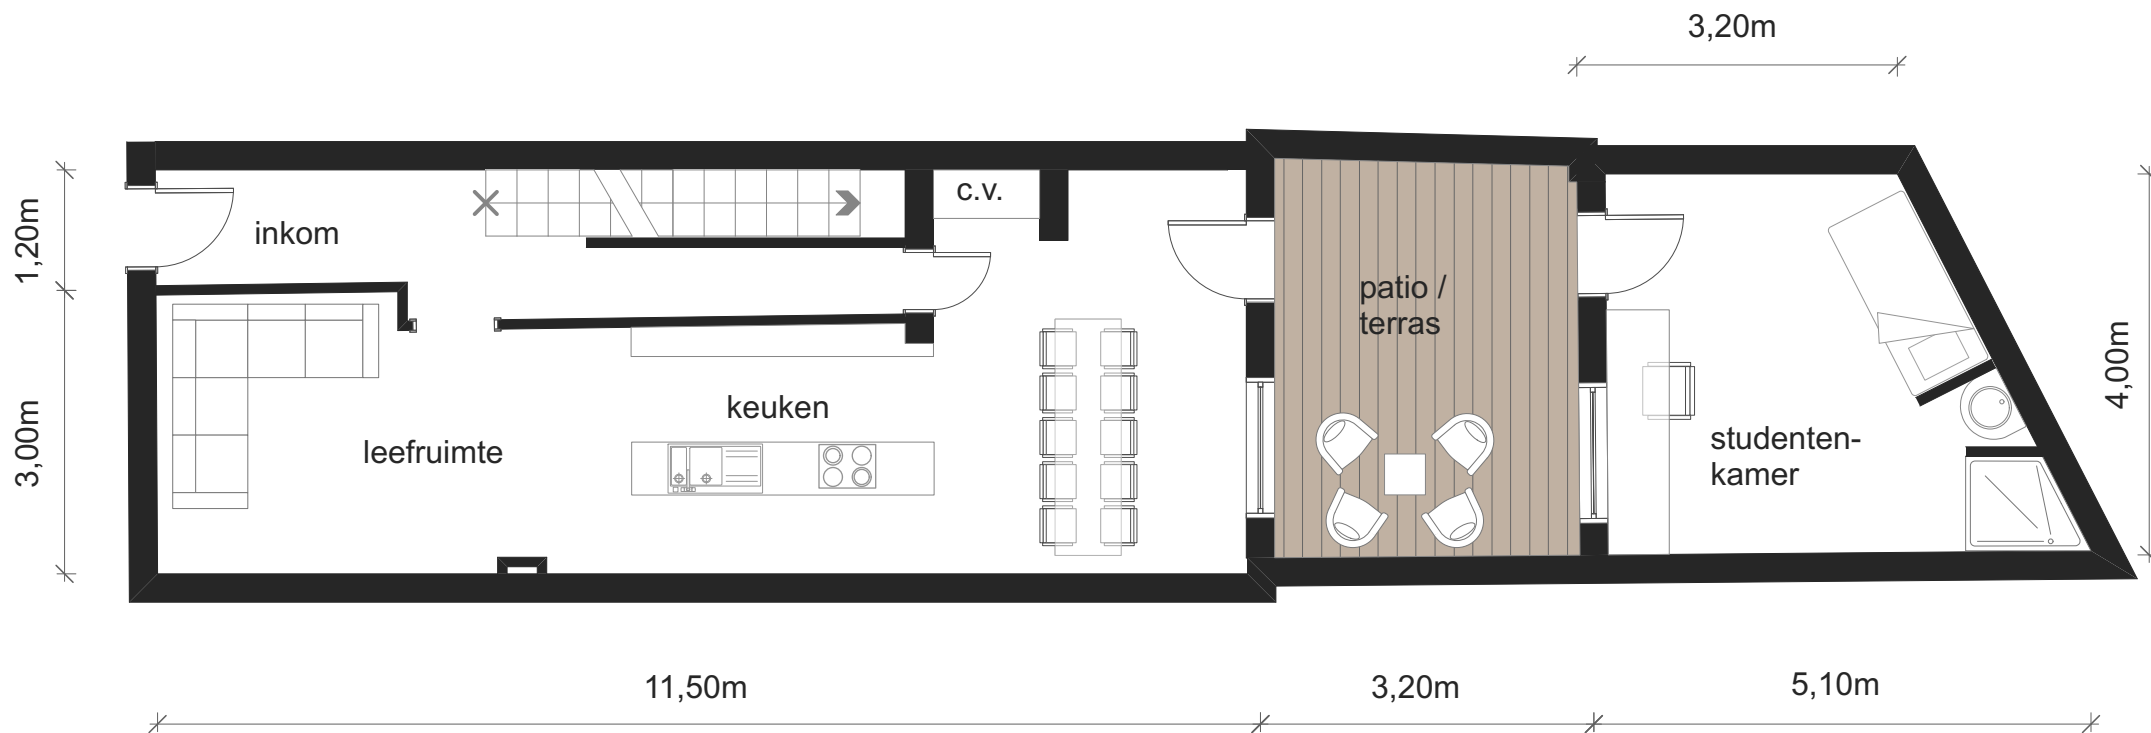 3,20m
inkom
c.v.
1,20m
patio /
terras
3,00m
leefruimte
keuken
studenten-
kamer
4,00m
11,50m
3,20m
5,10m